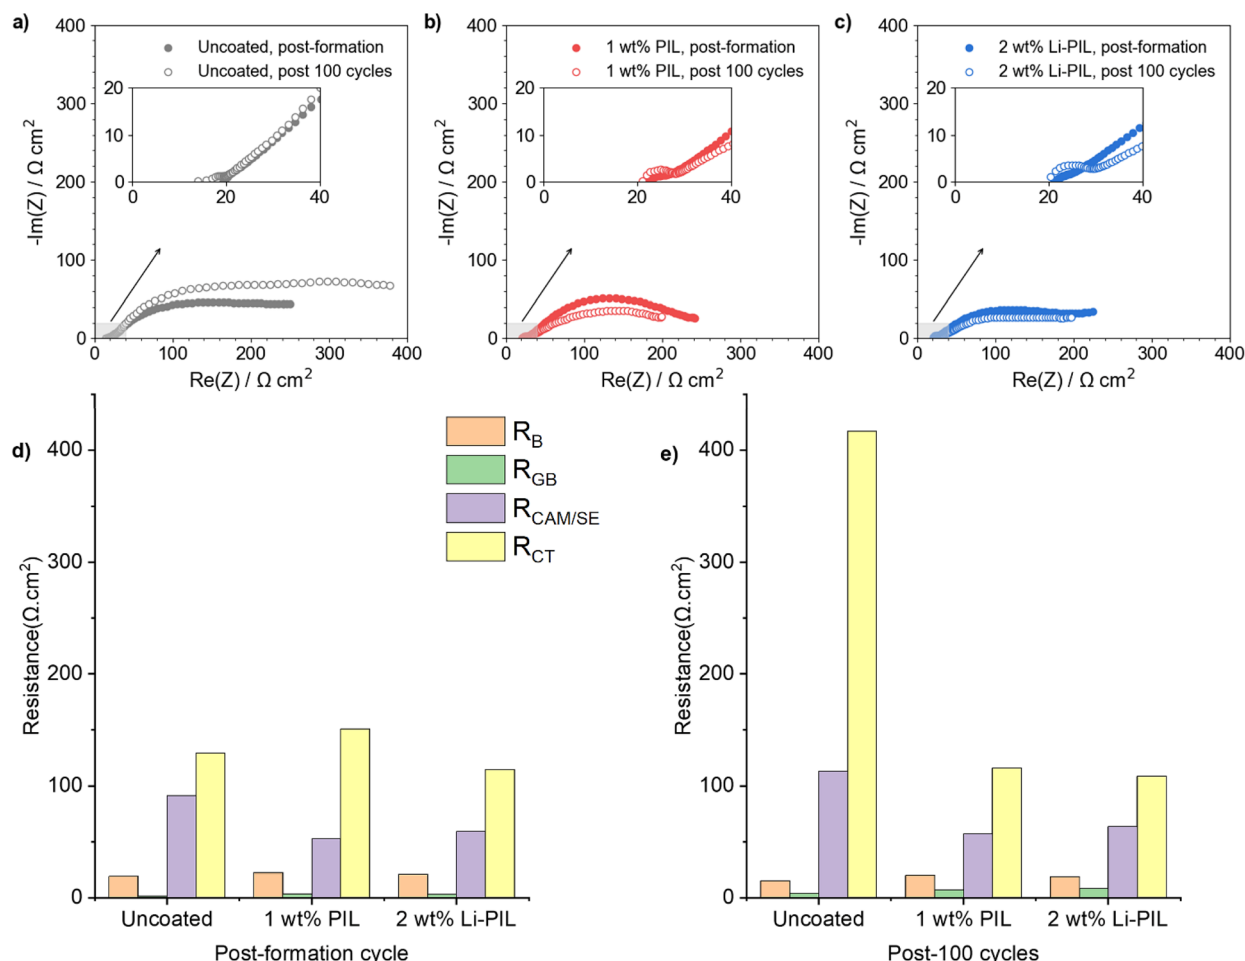 a)
400
300
200
100
0
-Im(Z) / Ω cm²
Uncoated, post-formation
Uncoated, post 100 cycles
20
10
0
0 20 40
0 100 200 300 400
Re(Z) / Ω cm²
b)
400
300
200
100
0
-Im(Z) / Ω cm²
1 wt% PIL, post-formation
1 wt% PIL, post 100 cycles
20
10
0
0 20 40
0 100 200 300 400
Re(Z) / Ω cm²
c)
400
300
200
100
0
-Im(Z) / Ω cm²
2 wt% Li-PIL, post-formation
2 wt% Li-PIL, post 100 cycles
20
10
0
0 20 40
0 100 200 300 400
Re(Z) / Ω cm²
d)
400
300
200
100
0
Resistance(Ω.cm²)
R_B
R_GB
R_CAM/SE
R_CT
Uncoated 1 wt% PIL 2 wt% Li-PIL
Post-formation cycle
e)
400
300
200
100
0
Resistance(Ω.cm²)
Uncoated 1 wt% PIL 2 wt% Li-PIL
Post-100 cycles